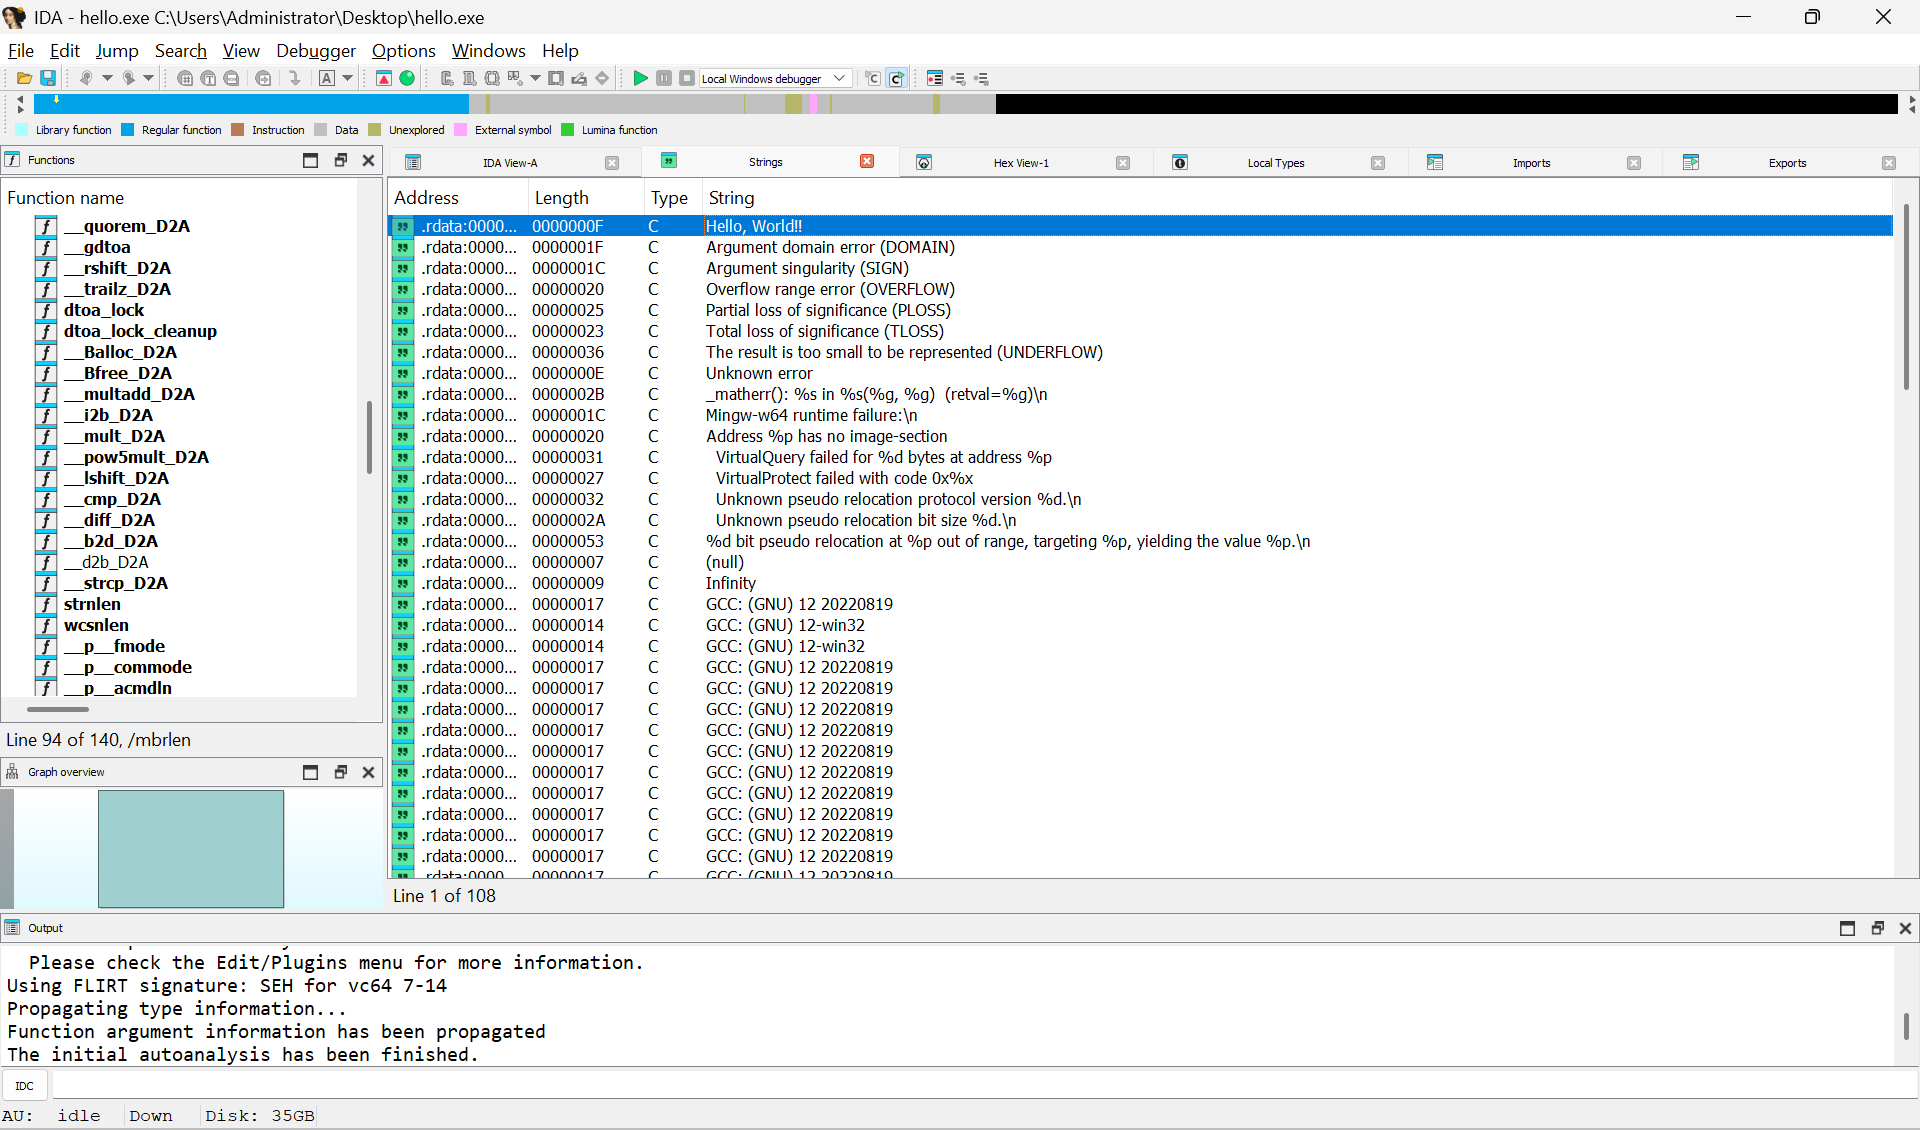 IDA - hello.exe C:\Users\Administrator\Desktop\hello.exe
File Edit Jump Search View Debugger Options Windows Help
Local Windows debugger
Library function Regular function Instruction Data Unexplored External symbol Lumina function
Functions
Function name
__quorem_D2A
__gdtoa
__rshift_D2A
__trailz_D2A
dtoa_lock
dtoa_lock_cleanup
__Balloc_D2A
__Bfree_D2A
__multadd_D2A
__i2b_D2A
__mult_D2A
__pow5mult_D2A
__lshift_D2A
__cmp_D2A
__diff_D2A
__b2d_D2A
__d2b_D2A
__strcp_D2A
strnlen
wcsnlen
__p__fmode
__p__commode
__p__acmdln
Line 94 of 140, /mbrlen
Graph overview
IDA View-A Strings Hex View-1 Local Types Imports Exports
Address Length Type String
.rdata:0000... 0000000F C Hello, World!!
.rdata:0000... 0000001F C Argument domain error (DOMAIN)
.rdata:0000... 0000001C C Argument singularity (SIGN)
.rdata:0000... 00000020 C Overflow range error (OVERFLOW)
.rdata:0000... 00000025 C Partial loss of significance (PLOSS)
.rdata:0000... 00000023 C Total loss of significance (TLOSS)
.rdata:0000... 00000036 C The result is too small to be represented (UNDERFLOW)
.rdata:0000... 0000000E C Unknown error
.rdata:0000... 0000002B C _matherr(): %s in %s(%g, %g)  (retval=%g)\n
.rdata:0000... 0000001C C Mingw-w64 runtime failure:\n
.rdata:0000... 00000020 C Address %p has no image-section
.rdata:0000... 00000031 C VirtualQuery failed for %d bytes at address %p
.rdata:0000... 00000027 C VirtualProtect failed with code 0x%x
.rdata:0000... 00000032 C Unknown pseudo relocation protocol version %d.\n
.rdata:0000... 0000002A C Unknown pseudo relocation bit size %d.\n
.rdata:0000... 00000053 C %d bit pseudo relocation at %p out of range, targeting %p, yielding the value %p.\n
.rdata:0000... 00000007 C (null)
.rdata:0000... 00000009 C Infinity
.rdata:0000... 00000017 C GCC: (GNU) 12 20220819
.rdata:0000... 00000014 C GCC: (GNU) 12-win32
.rdata:0000... 00000014 C GCC: (GNU) 12-win32
.rdata:0000... 00000017 C GCC: (GNU) 12 20220819
.rdata:0000... 00000017 C GCC: (GNU) 12 20220819
.rdata:0000... 00000017 C GCC: (GNU) 12 20220819
.rdata:0000... 00000017 C GCC: (GNU) 12 20220819
.rdata:0000... 00000017 C GCC: (GNU) 12 20220819
.rdata:0000... 00000017 C GCC: (GNU) 12 20220819
.rdata:0000... 00000017 C GCC: (GNU) 12 20220819
.rdata:0000... 00000017 C GCC: (GNU) 12 20220819
.rdata:0000... 00000017 C GCC: (GNU) 12 20220819
.rdata:0000... 00000017 C GCC: (GNU) 12 20220819
.rdata:0000... 00000017 C GCC: (GNU) 12 20220819
Line 1 of 108
Output
Please check the Edit/Plugins menu for more information.
Using FLIRT signature: SEH for vc64 7-14
Propagating type information...
Function argument information has been propagated
The initial autoanalysis has been finished.
IDC
AU: idle Down Disk: 35GB